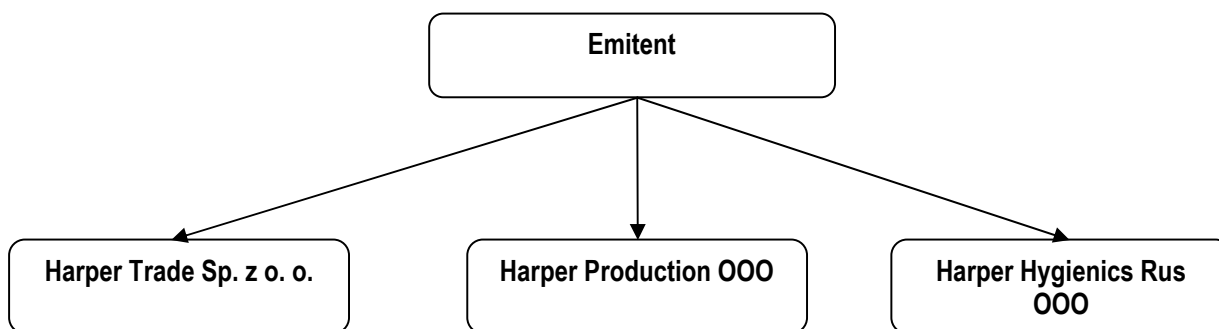 Emitent
Harper Trade Sp. z o. o.
Harper Production OOO
Harper Hygienics Rus
OOO